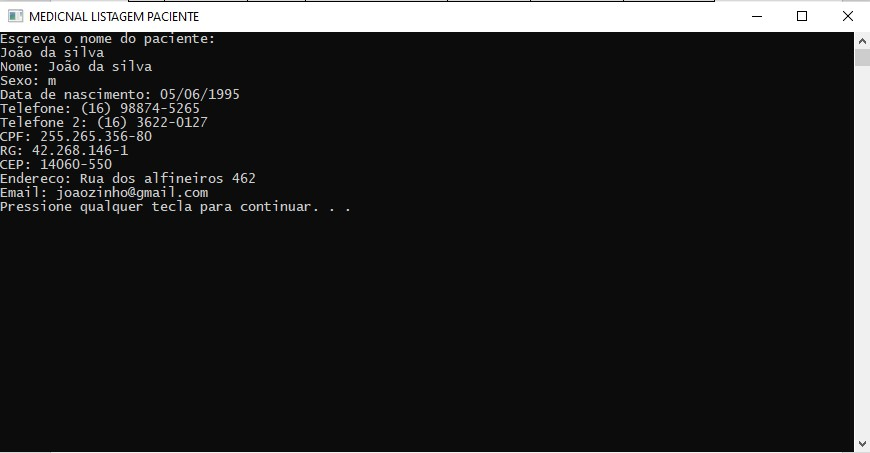 MEDICNAL LISTAGEM PACIENTE
Escreva o nome do paciente:
João da silva
Nome: João da silva
Sexo: m
Data de nascimento: 05/06/1995
Telefone: (16) 98874-5265
Telefone 2: (16) 3622-0127
CPF: 255.265.356-80
RG: 42.268.146-1
CEP: 14060-550
Endereco: Rua dos alfineiros 462
Email: joaozinho@gmail.com
Pressione qualquer tecla para continuar. . .